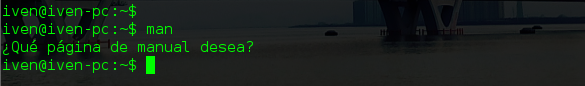 iven@iven-pc:~$
iven@iven-pc:~$ man
¿Qué página de manual desea?
iven@iven-pc:~$